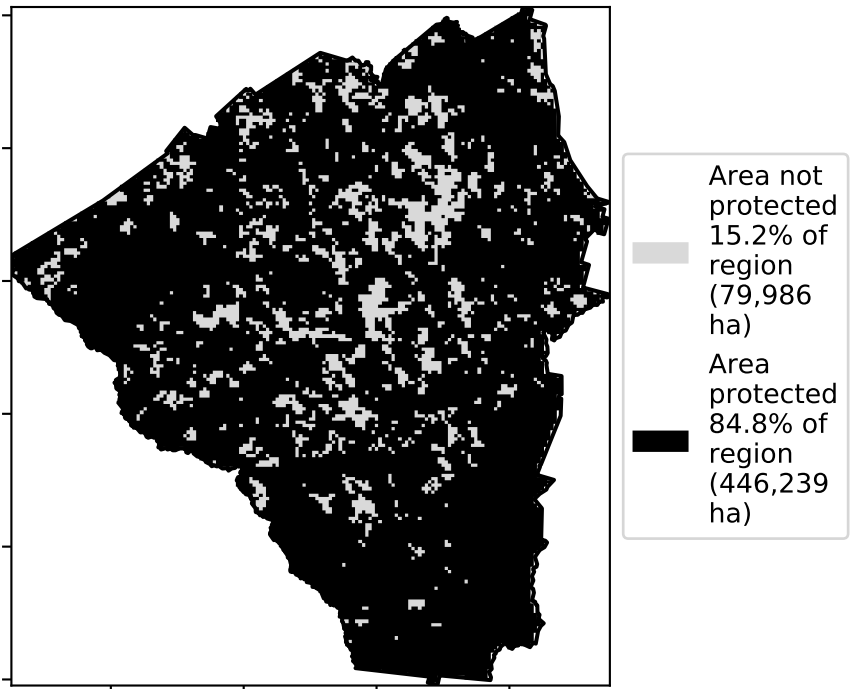 Area not
protected
15.2% of
region
(79,986
ha)
Area
protected
84.8% of
region
(446,239
ha)